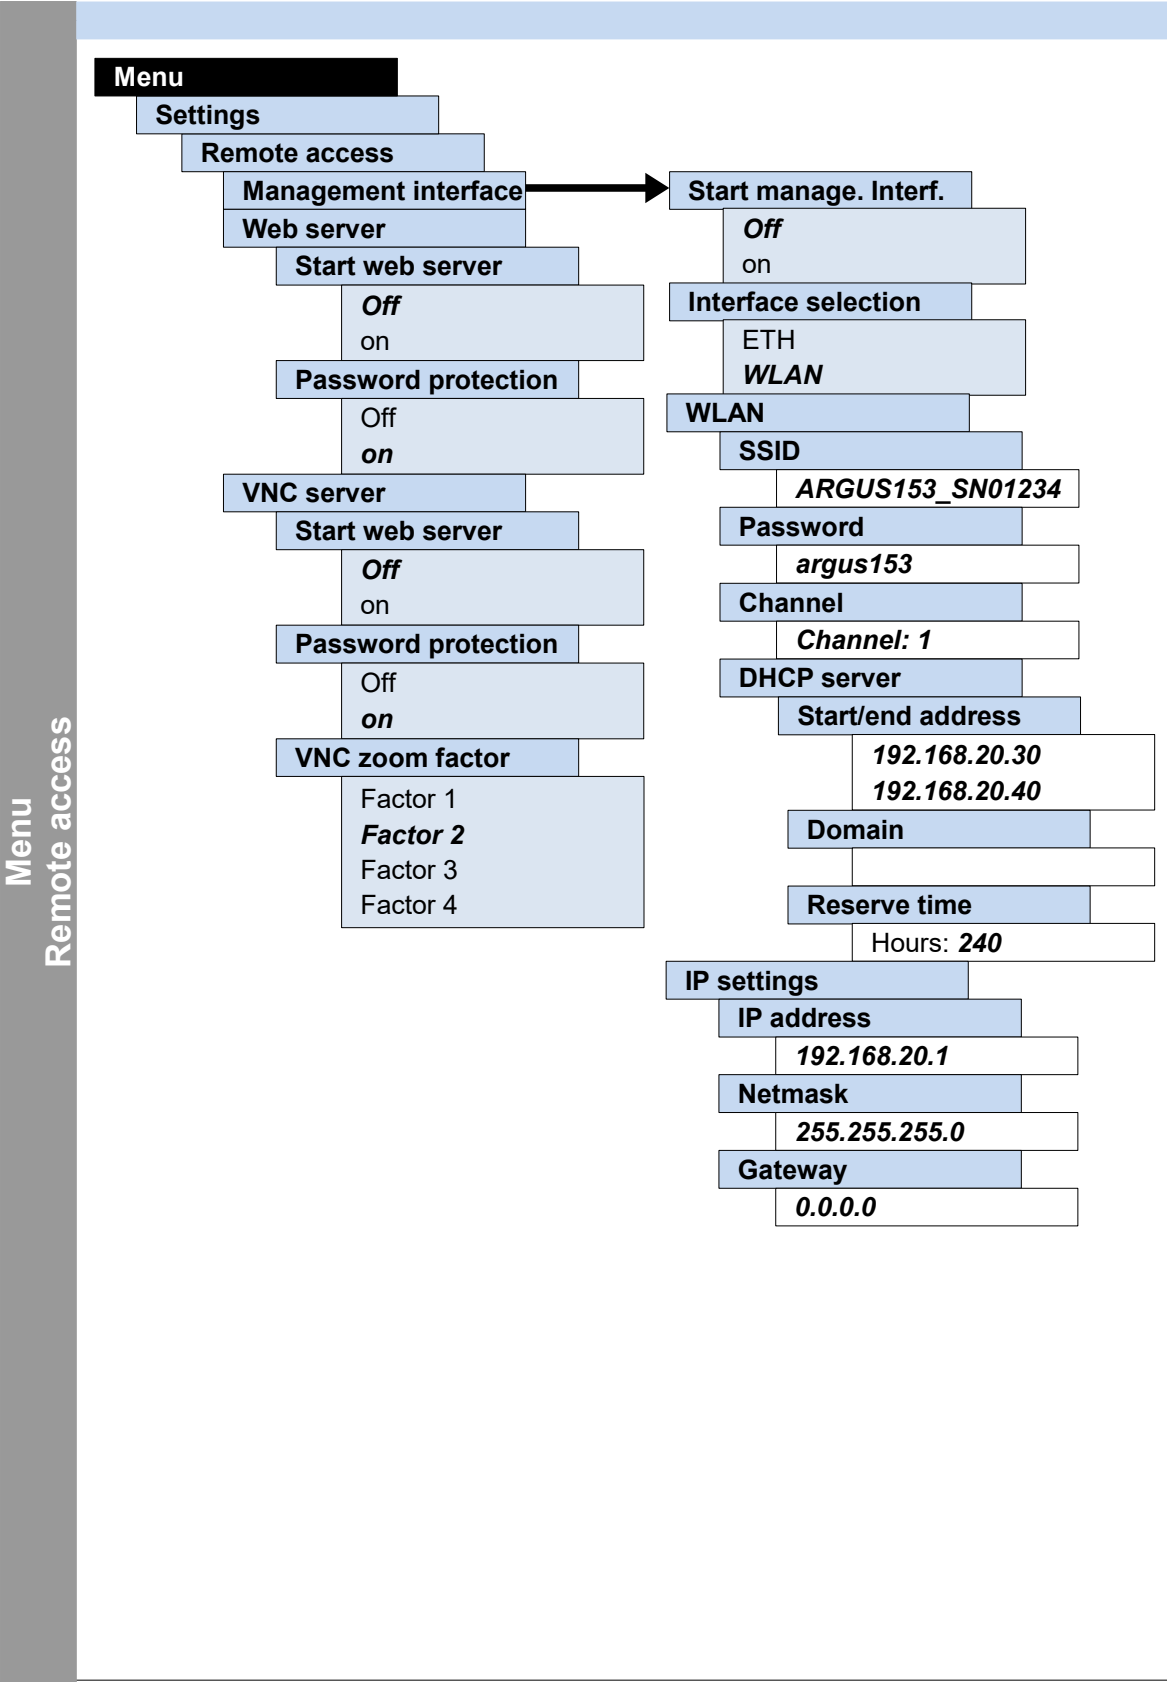 Menu
Settings
Remote access
Management interface
Web server
Start web server
Off
on
Password protection
Off
on
VNC server
Start web server
Off
on
Password protection
Off
on
VNC zoom factor
Factor 1
Factor 2
Factor 3
Factor 4
Start manage. Interf.
Off
on
Interface selection
ETH
WLAN
WLAN
SSID
ARGUS153_SN01234
Password
argus153
Channel
Channel: 1
DHCP server
Start/end address
192.168.20.30
192.168.20.40
Domain
Reserve time
Hours: 240
IP settings
IP address
192.168.20.1
Netmask
255.255.255.0
Gateway
0.0.0.0
Menu
Remote access